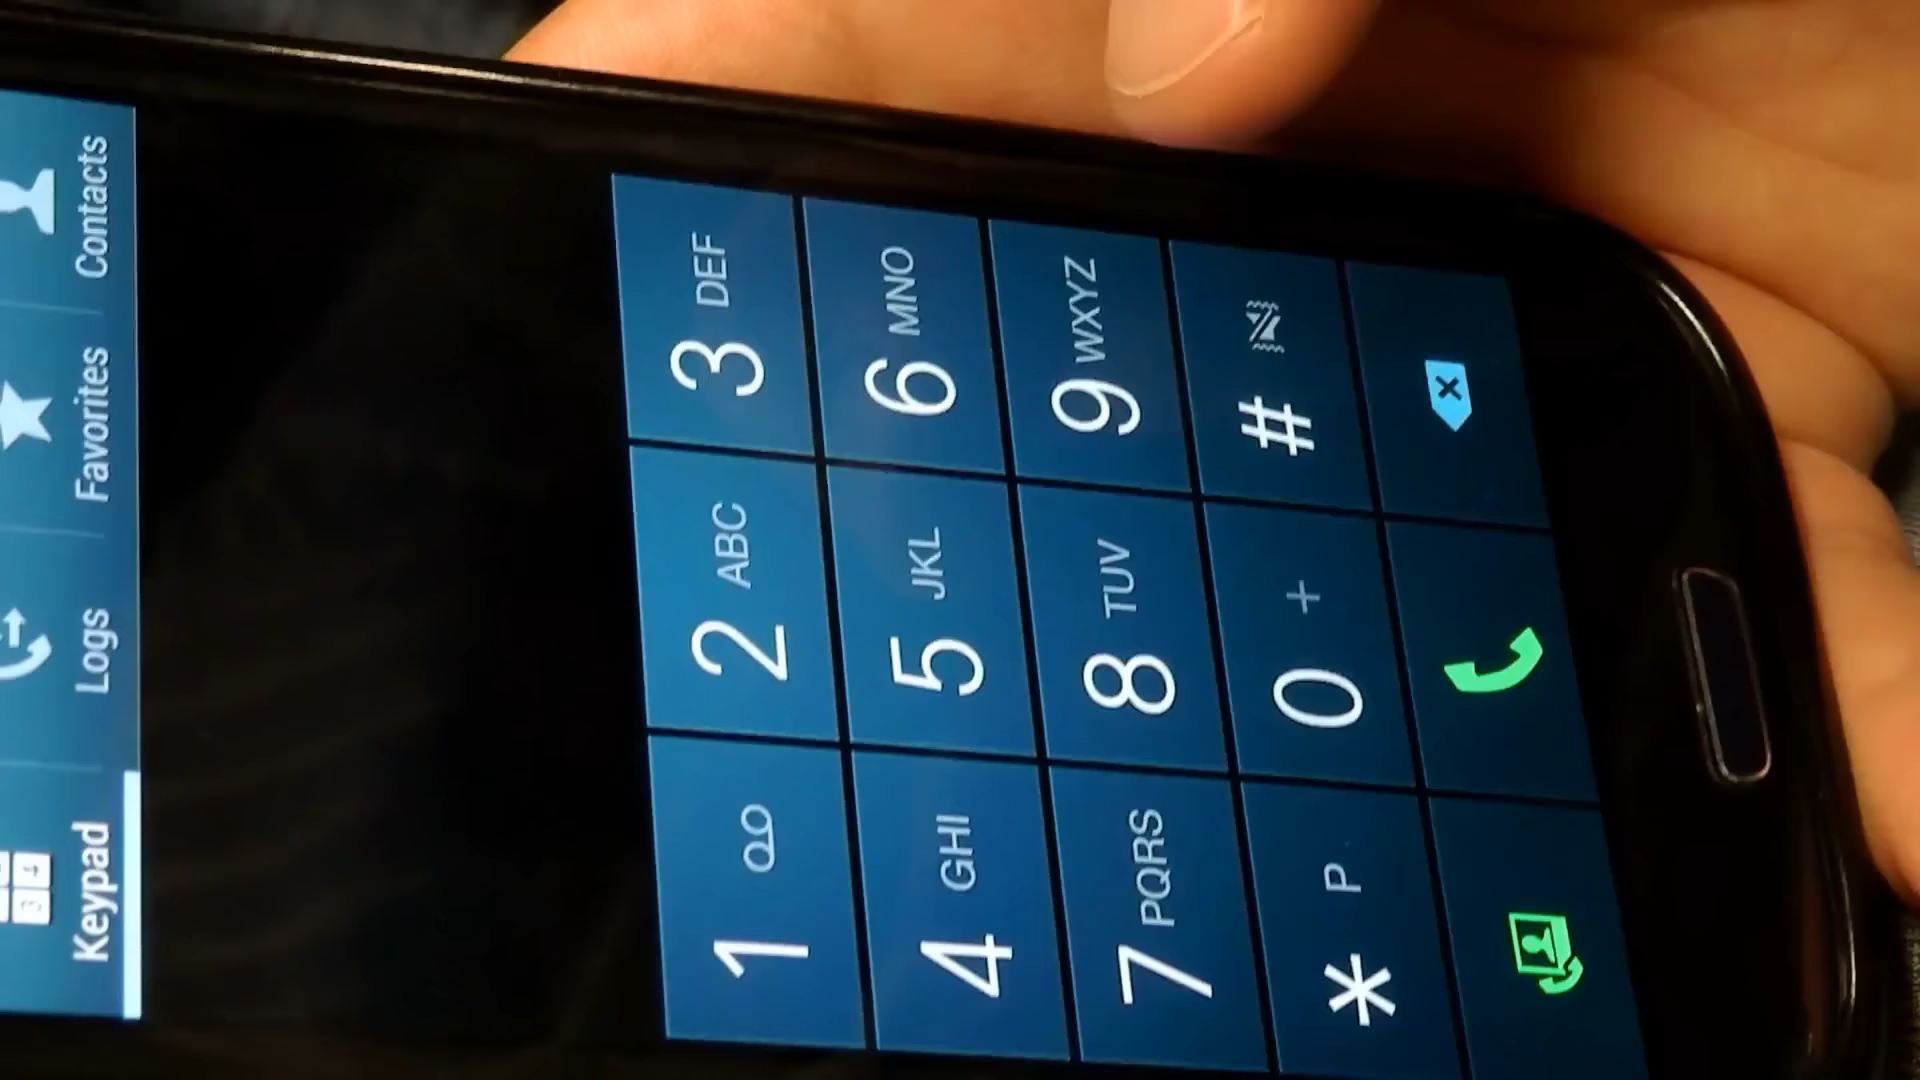 Keypad
Logs
Favorites
Contacts
1
2 ABC
3 DEF
4 GHI
5 JKL
6 MNO
7 PQRS
8 TUV
9 WXYZ
* P
0 +
#